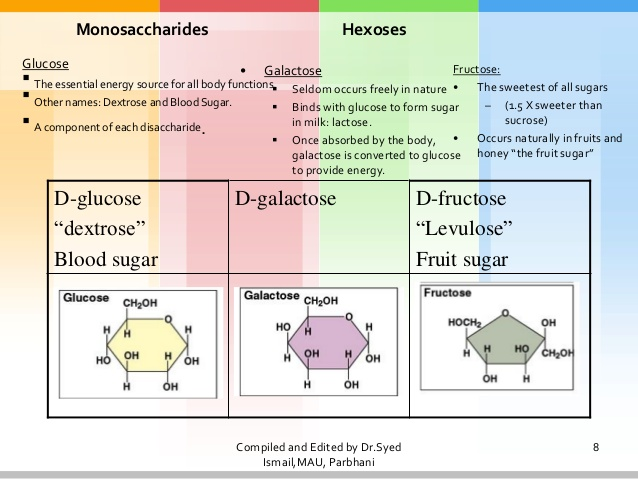 Monosaccharides Hexoses
Glucose
▪ The essential energy source for all body functions.
▪ Other names: Dextrose and Blood Sugar.
▪ A component of each disaccharide.
• Galactose
▪ Seldom occurs freely in nature
▪ Binds with glucose to form sugar
in milk: lactose.
▪ Once absorbed by the body,
galactose is converted to glucose
to provide energy.
Fructose:
• The sweetest of all sugars
– (1.5 X sweeter than
sucrose)
• Occurs naturally in fruits and
honey “the fruit sugar”
D-glucose
“dextrose”
Blood sugar
D-galactose
D-fructose
“Levulose”
Fruit sugar
Glucose
CH₂OH
O
H H H
HO OH H OH
H OH
Galactose
CH₂OH
O
HO H H
H OH H OH
H OH
Fructose
O
HOCH₂ OH
H H HO CH₂OH
OH H
Compiled and Edited by Dr.Syed
Ismail,MAU, Parbhani
8